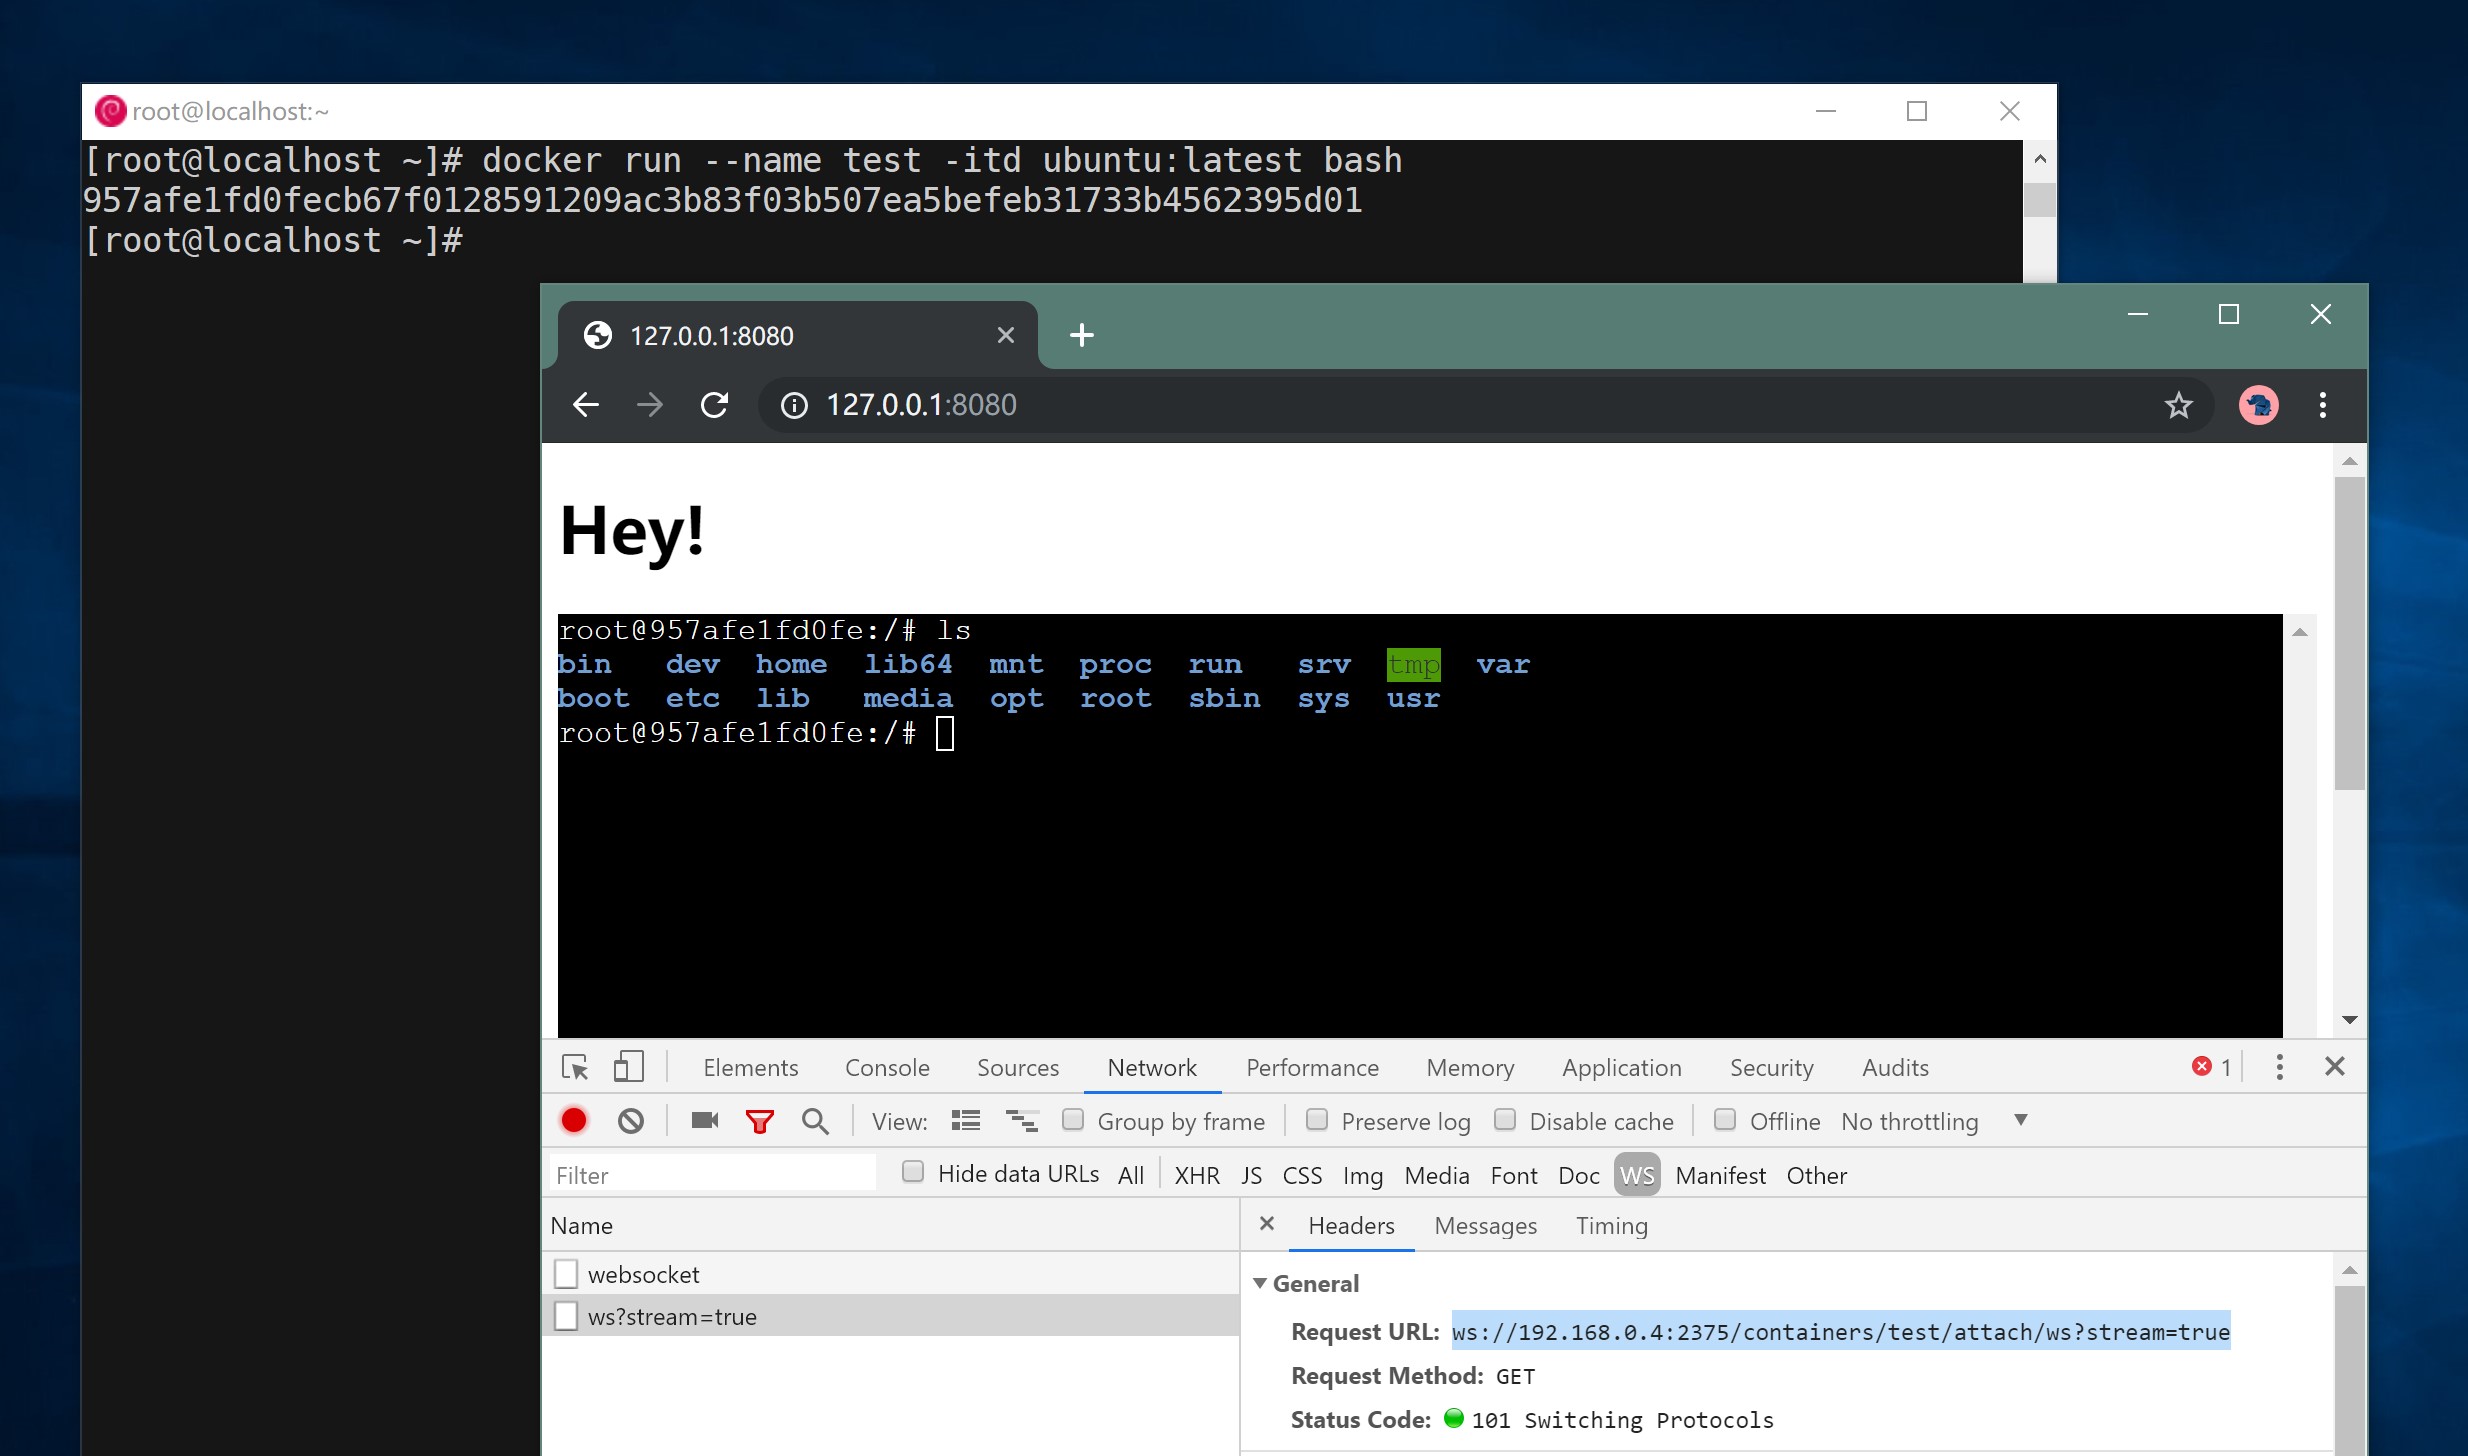 root@localhost:~
[root@localhost ~]# docker run --name test -itd ubuntu:latest bash
957afe1fd0fecb67f0128591209ac3b83f03b507ea5befeb31733b4562395d01
[root@localhost ~]#
127.0.0.1:8080
127.0.0.1:8080
Hey!
root@957afe1fd0fe:/# ls
bin dev home lib64 mnt proc run srv tmp var
boot etc lib media opt root sbin sys usr
root@957afe1fd0fe:/#
Elements Console Sources Network Performance Memory Application Security Audits 1
View: Group by frame Preserve log Disable cache Offline No throttling
Filter Hide data URLs All XHR JS CSS Img Media Font Doc WS Manifest Other
Name
Headers Messages Timing
websocket
ws?stream=true
General
Request URL: ws://192.168.0.4:2375/containers/test/attach/ws?stream=true
Request Method: GET
Status Code: 101 Switching Protocols